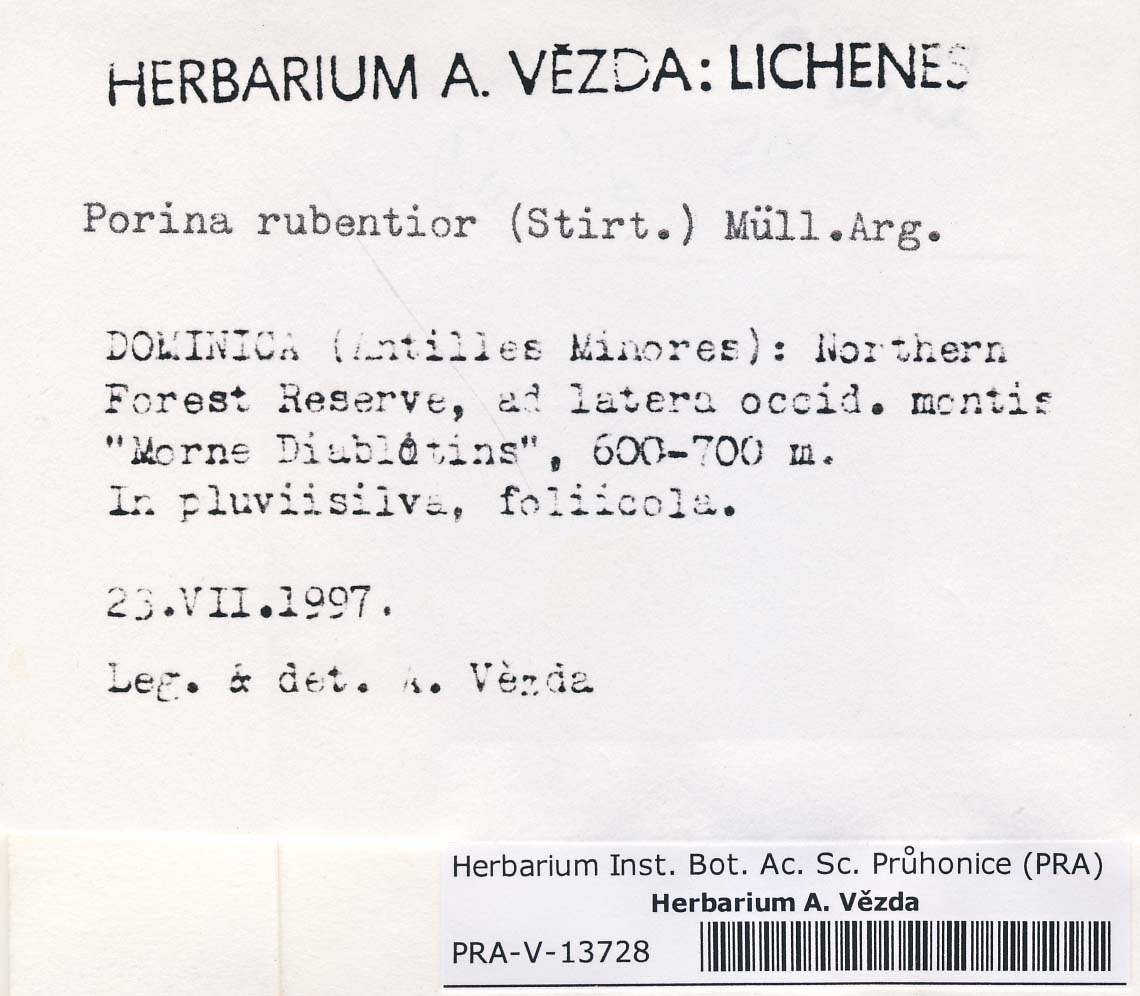 HERBARIUM A. VĚZDA: LICHENES
Porina rubentior (Stirt.) Müll.Arg.
DOMINICA (Antilles Minores): Northern
Forest Reserve, ad latera occid. montis
"Morne Diablotins", 600-700 m.
In pluviisilva, foliicola.
23.VII.1997.
Leg. & det. A. Vèzda
Herbarium Inst. Bot. Ac. Sc. Průhonice (PRA)
Herbarium A. Vězda
PRA-V-13728